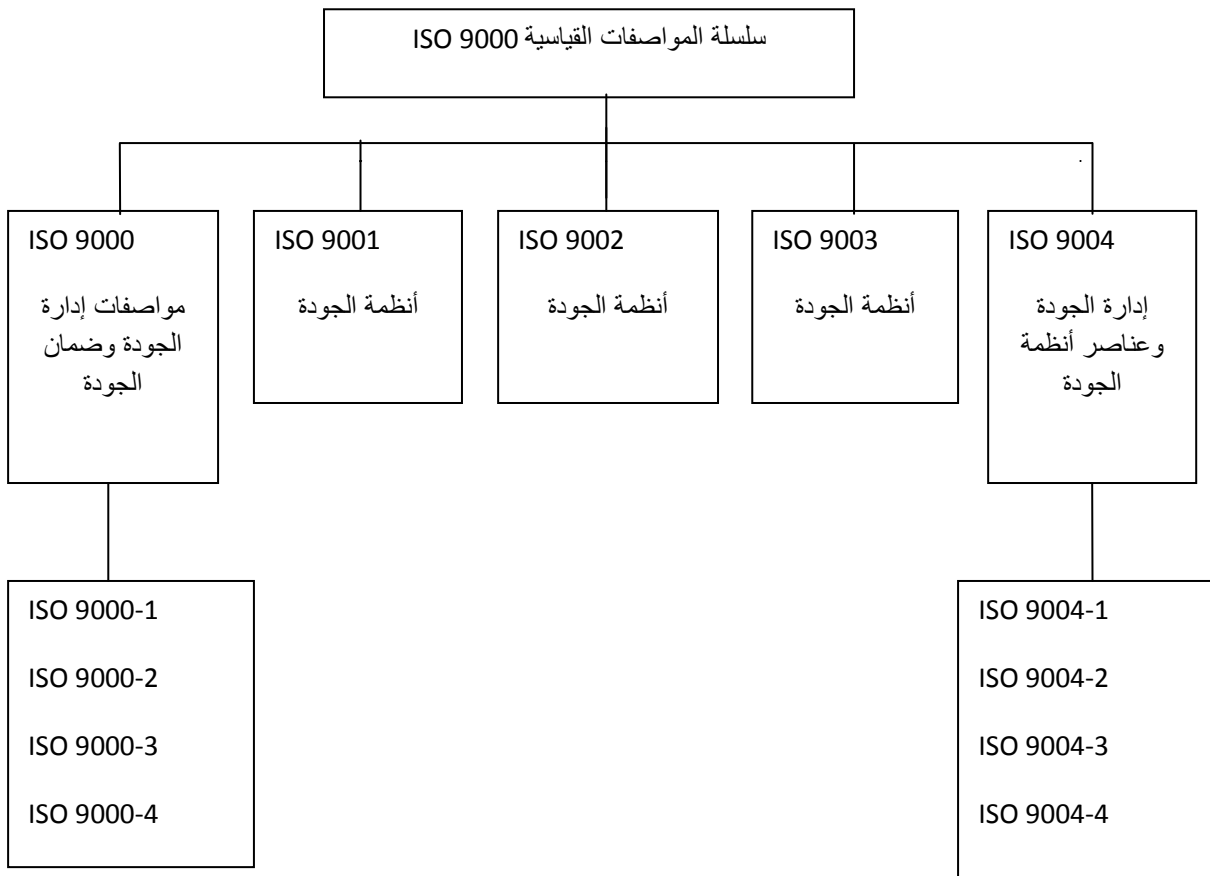 سلسلة المواصفات القياسية ISO 9000
ISO 9000
مواصفات إدارة
الجودة وضمان
الجودة
ISO 9001
أنظمة الجودة
ISO 9002
أنظمة الجودة
ISO 9003
أنظمة الجودة
ISO 9004
إدارة الجودة
وعناصر أنظمة
الجودة
ISO 9000-1
ISO 9000-2
ISO 9000-3
ISO 9000-4
ISO 9004-1
ISO 9004-2
ISO 9004-3
ISO 9004-4